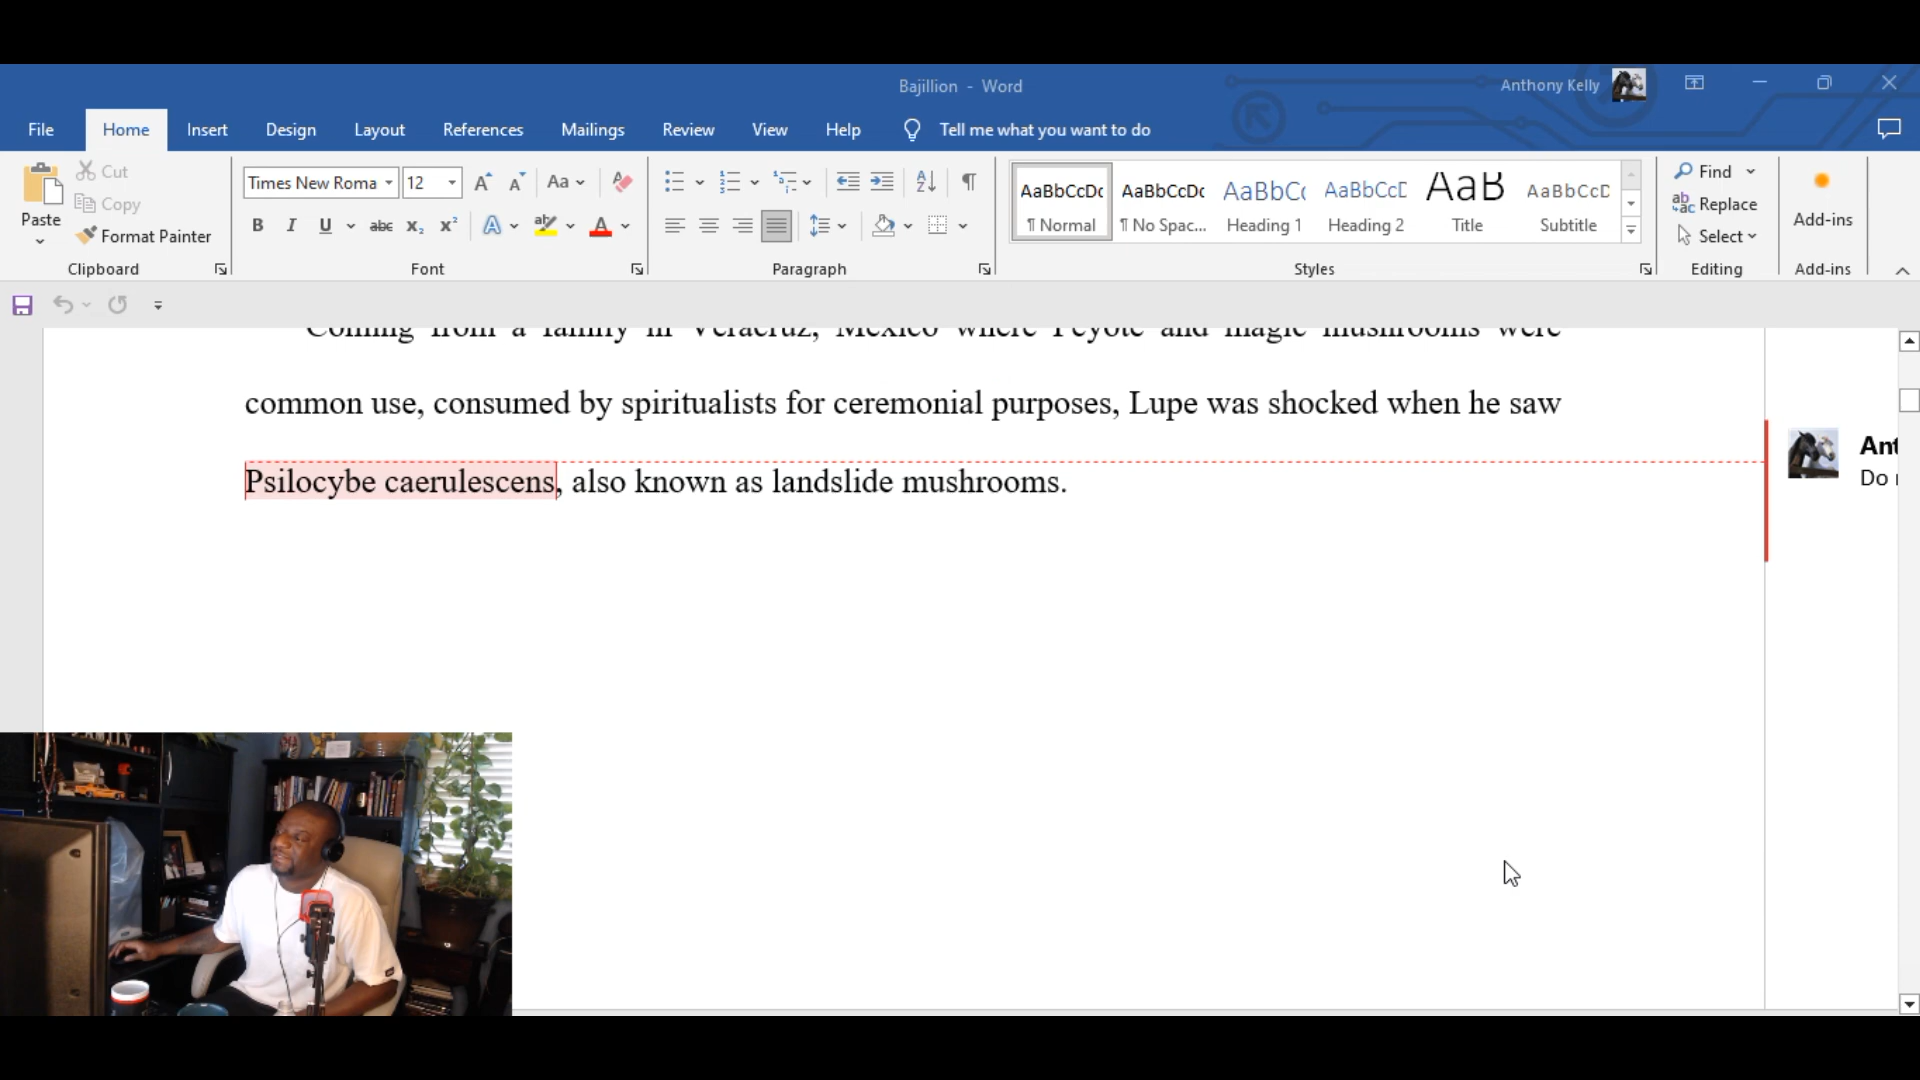 Bajillion - Word
Anthony Kelly
File Home Insert Design Layout References Mailings Review View Help Tell me what you want to do
Paste
Cut
Copy
Format Painter
Clipboard
Times New Roma 12
Font
Paragraph
AaBbCcDc AaBbCcDc AaBbCc AaBbCcD AaB AaBbCcD
¶ Normal ¶ No Spac... Heading 1 Heading 2 Title Subtitle
Styles
Find
Replace
Select
Editing
Add-ins
Add-ins
Coming from a family in Veracruz, Mexico where Peyote and magic mushrooms were
common use, consumed by spiritualists for ceremonial purposes, Lupe was shocked when he saw
Psilocybe caerulescens, also known as landslide mushrooms.
Ant
Do